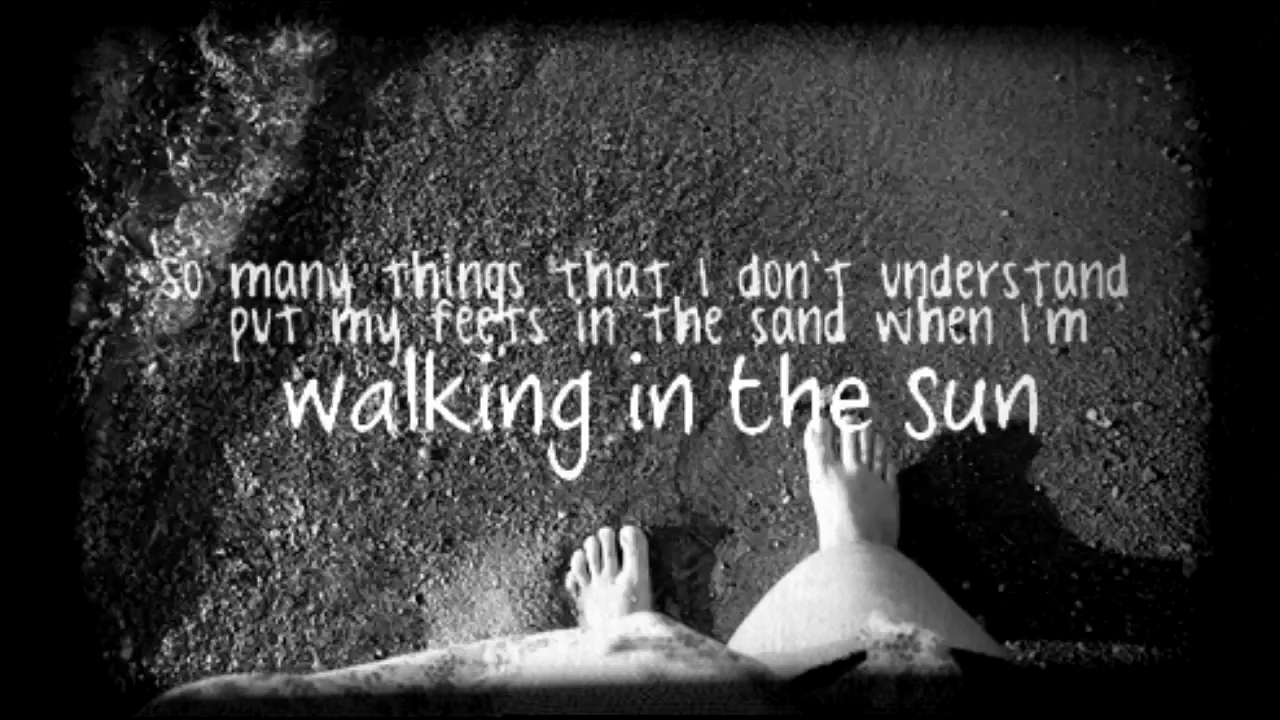 so many things that i don't understand
put my feets in the sand when i'm
walking in the sun